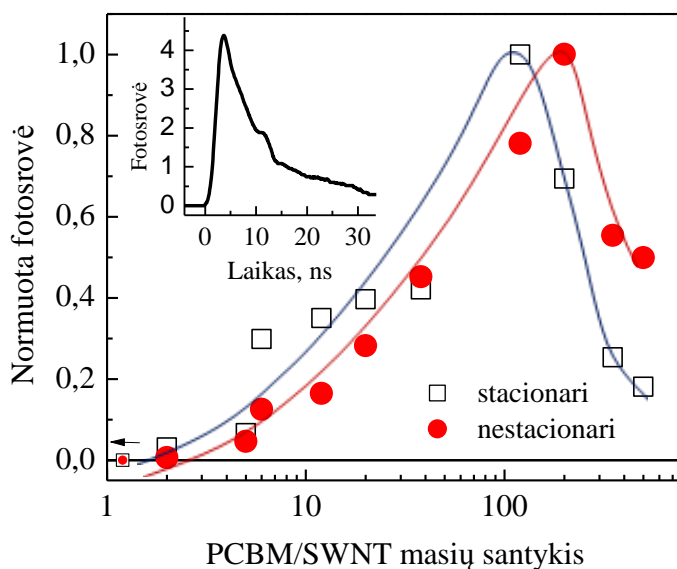 Normuota fotosrovė
1,0
0,8
0,6
0,4
0,2
0,0
Fotosrovė
4
3
2
1
0
0 10 20 30
Laikas, ns
stacionari
nestacionari
1 10 100
PCBM/SWNT masių santykis